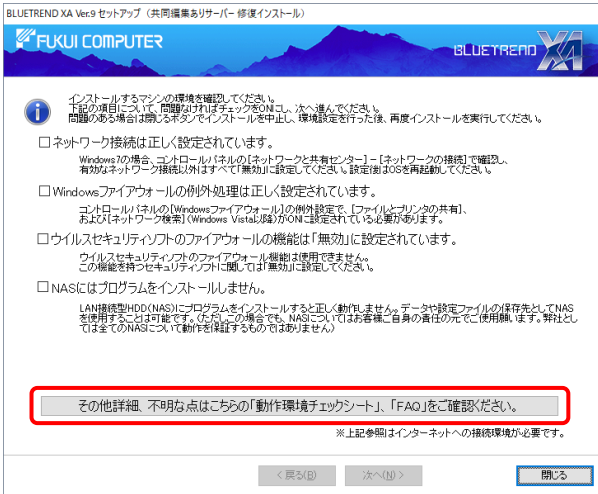 BLUETREND XA Ver.9 セットアップ（共同編集ありサーバー 修復インストール）
FUKUI COMPUTER
BLUETREND XA
インストールするマシンの環境を確認してください。
下記の項目について、問題なければチェックをONにし、次へ進んでください。
問題のある場合は閉じるボタンでインストールを中止し、環境設定を行った後、再度インストールを実行してください。
ネットワーク接続は正しく設定されています。
Windows7の場合、コントロールパネルの[ネットワークと共有センター]－[ネットワークの接続]で確認し、
有効なネットワーク接続以外はすべて「無効」に設定してください。設定後はOSを再起動してください。
Windowsファイアウォールの例外処理は正しく設定されています。
コントロールパネルの[Windowsファイアウォール]の例外設定で、[ファイルとプリンタの共有]、
および[ネットワーク検索](Windows Vista以降)がONに設定されている必要があります。
ウイルスセキュリティソフトのファイアウォールの機能は「無効」に設定されています。
ウイルスセキュリティソフトのファイアウォール機能は使用できません。
この機能を持つセキュリティソフトに関しては「無効」に設定してください。
NASにはプログラムをインストールしません。
LAN接続型HDD(NAS)にプログラムをインストールすると正しく動作しません。データや設定ファイルの保存先としてNAS
を使用することは可能です。(ただしこの場合でも、NASについてはお客様ご自身の責任の元でご使用願います。弊社とし
ては全てのNASについて動作を保証するものではありません)
その他詳細、不明な点はこちらの「動作環境チェックシート」、「FAQ」をご確認ください。
※上記参照はインターネットへの接続環境が必要です。
< 戻る(B)
次へ(N) >
閉じる